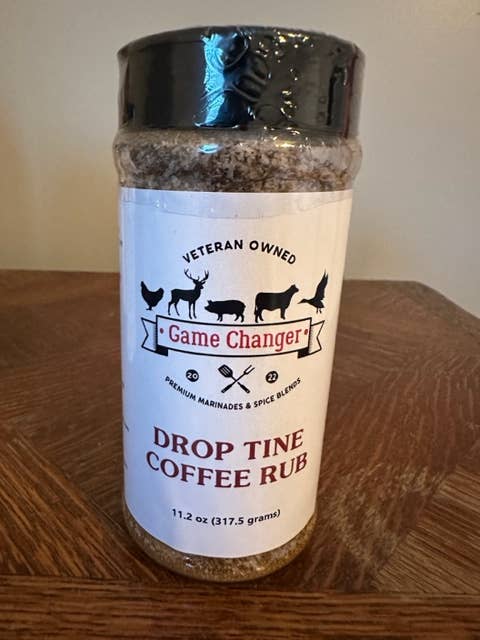 VETERAN OWNED
Game Changer
20 22
PREMIUM MARINADES & SPICE BLENDS
DROP TINE
COFFEE RUB
11.2 oz (317.5 grams)